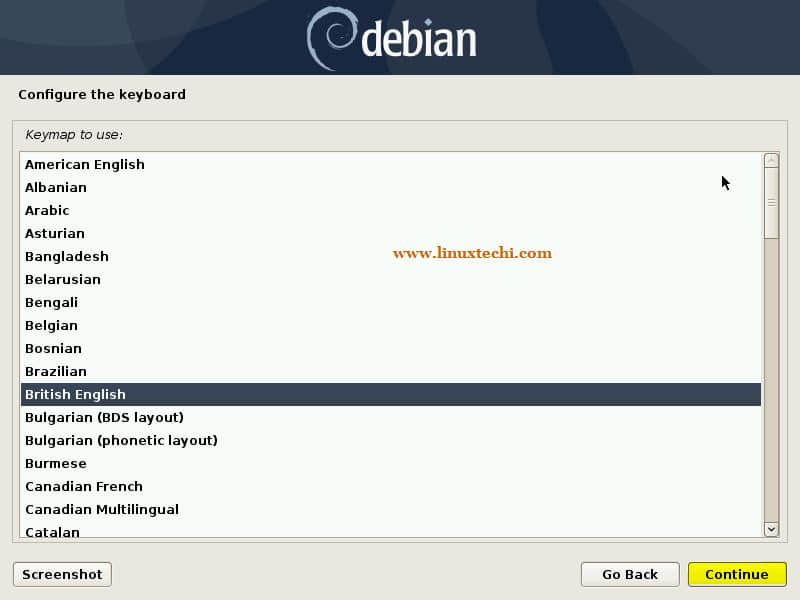 debian
Configure the keyboard
Keymap to use:
American English
Albanian
Arabic
Asturian
Bangladesh
www.linuxtechi.com
Belarusian
Bengali
Belgian
Bosnian
Brazilian
British English
Bulgarian (BDS layout)
Bulgarian (phonetic layout)
Burmese
Canadian French
Canadian Multilingual
Catalan
Screenshot
Go Back
Continue